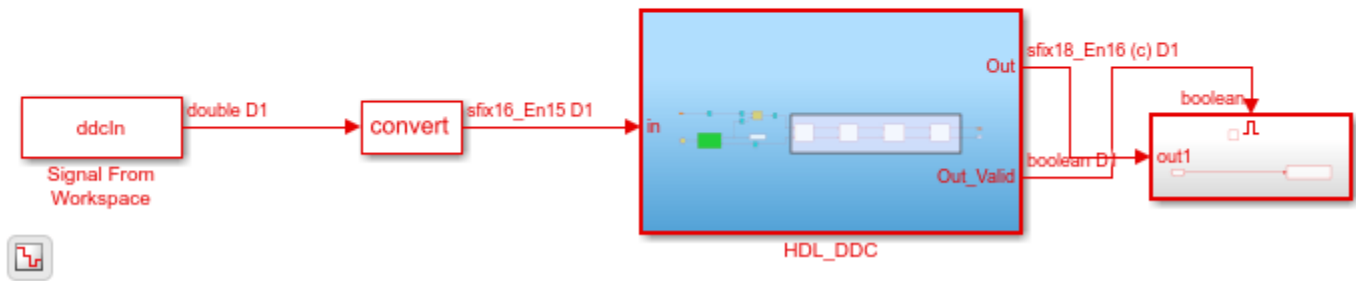 ddcIn
Signal From
Workspace
double D1
convert
sfix16_En15 D1
in
Out
Out_Valid
HDL_DDC
sfix18_En16 (c) D1
boolean D1
boolean
out1